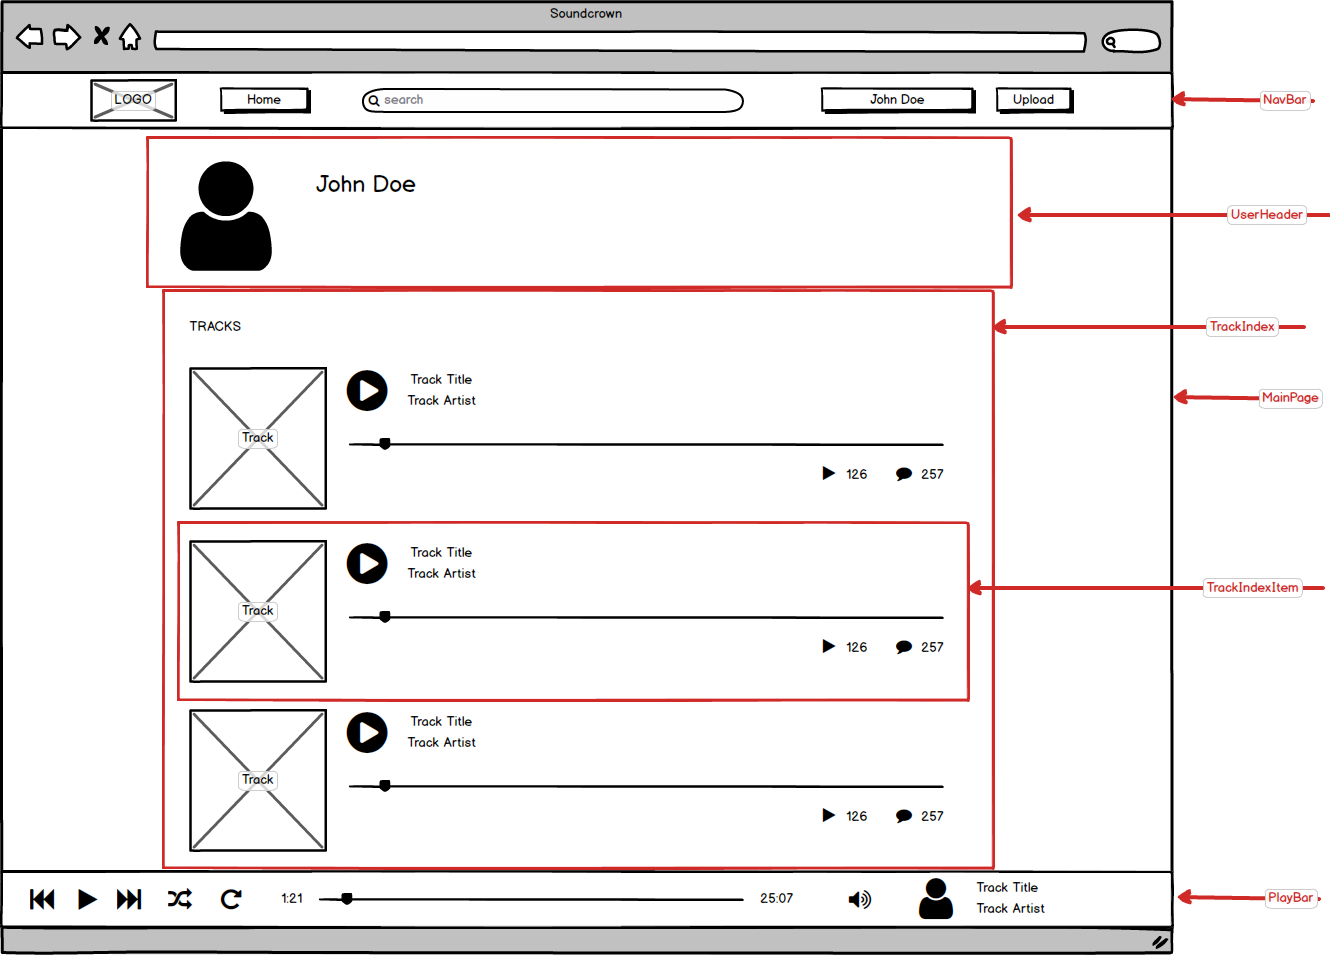 Soundcrown
LOGO
Home
search
John Doe
Upload
NavBar
John Doe
UserHeader
TRACKS
TrackIndex
Track
Track Title
Track Artist
126
257
MainPage
Track
Track Title
Track Artist
126
257
TrackIndexItem
Track
Track Title
Track Artist
126
257
1:21
25:07
Track Title
Track Artist
PlayBar